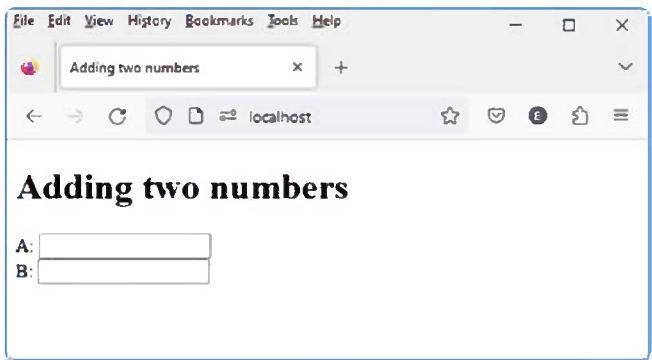 File Edit View History Bookmarks Tools Help
Adding two numbers
localhost
E
Adding two numbers
A:
B: